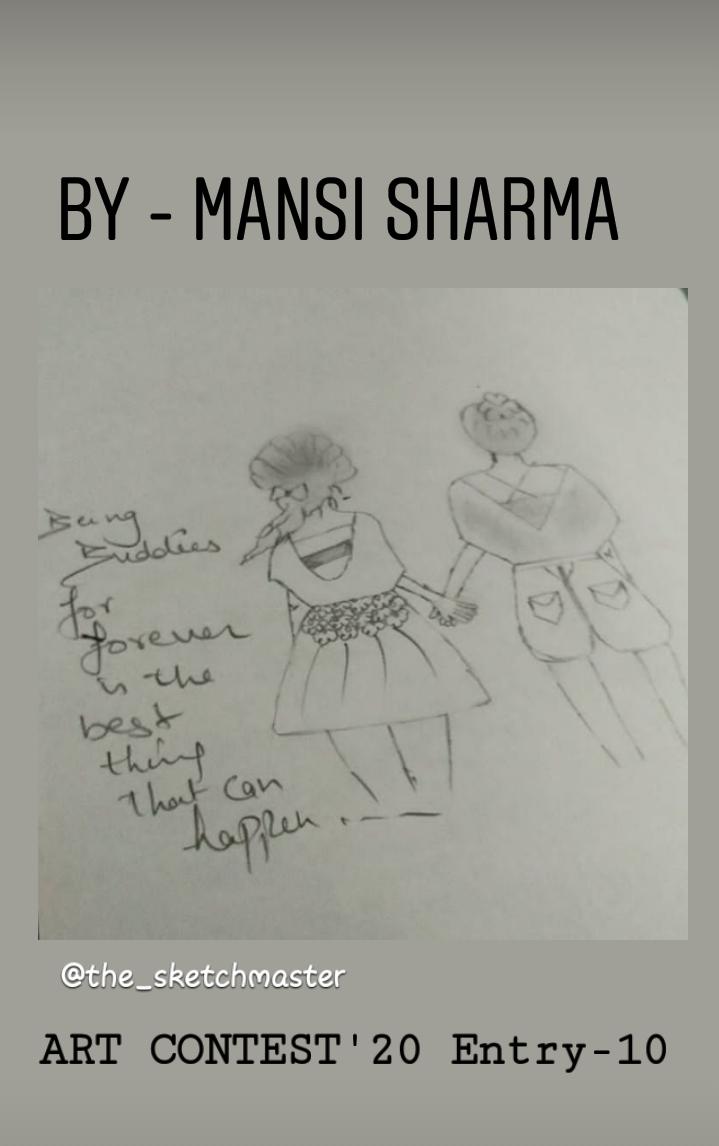 BY - MANSI SHARMA
Being
Buddies
for
forever
is the
best
thing
that can
happen . — —
@the_sketchmaster
ART CONTEST'20 Entry-10